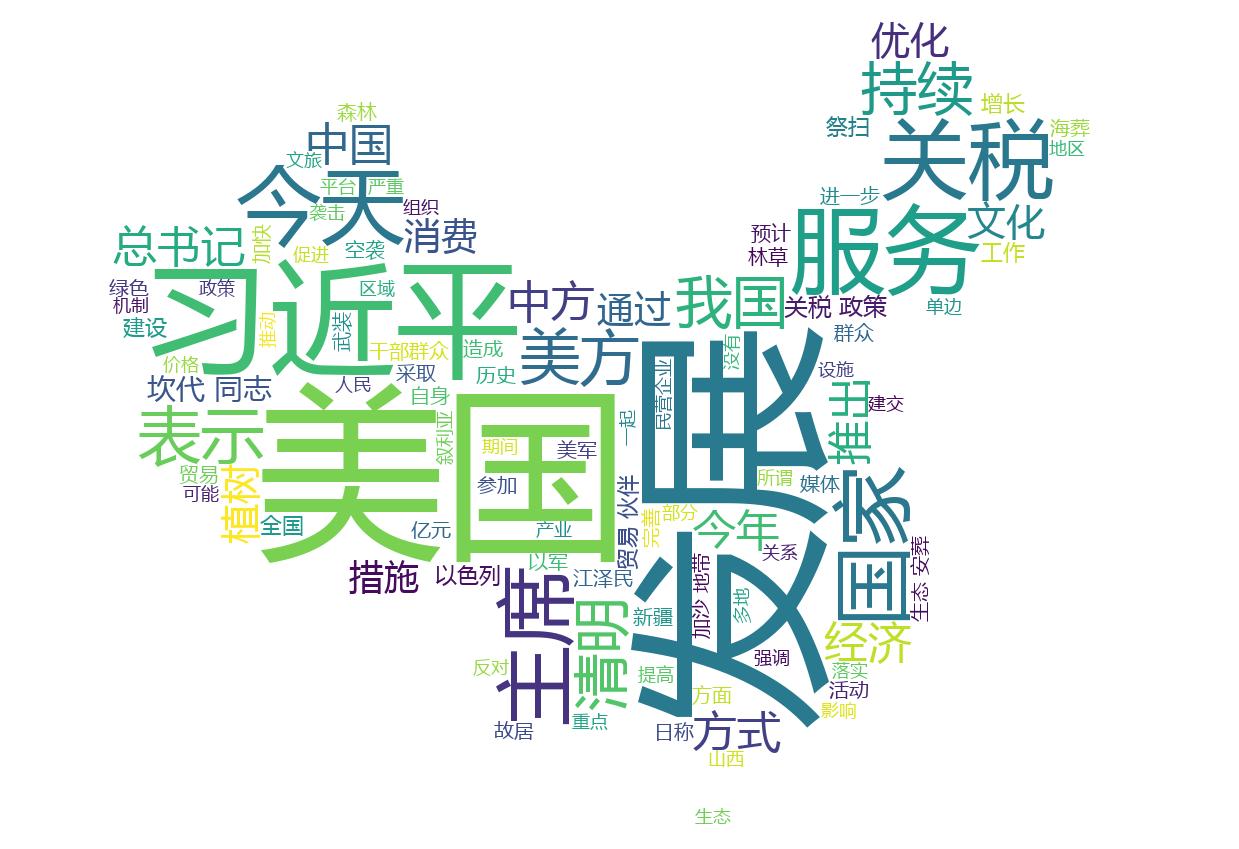 优化
持续
增长
森林
关税
海葬
祭扫
中国
地区
文旅
今天
平台
严重
进一步
组织
袭击
服务
文化
总书记
加快
促进
空袭
消费
预计
林草
工作
习近平
绿色
政策
区域
中方
通过
我国
关税 政策
单边
机制
建设
推动
武装
美方
群众
价格
干部群众
造成
没有
坎代 同志
人民
采取
历史
设施
自身
民营企业
发展
推出
建交
表示
美国
叙利亚
期间
美军
一起
贸易
可能
植树
参加
贸易 伙伴
所谓
媒体
国家
全国
亿元
产业
完善
部分
今年
关系
生态 安葬
措施
以色列
以军
江泽民
加沙 地带
多地
主席
清明
新疆
经济
强调
反对
提高
落实
活动
方面
影响
故居
重点
日称
方式
山西
生态